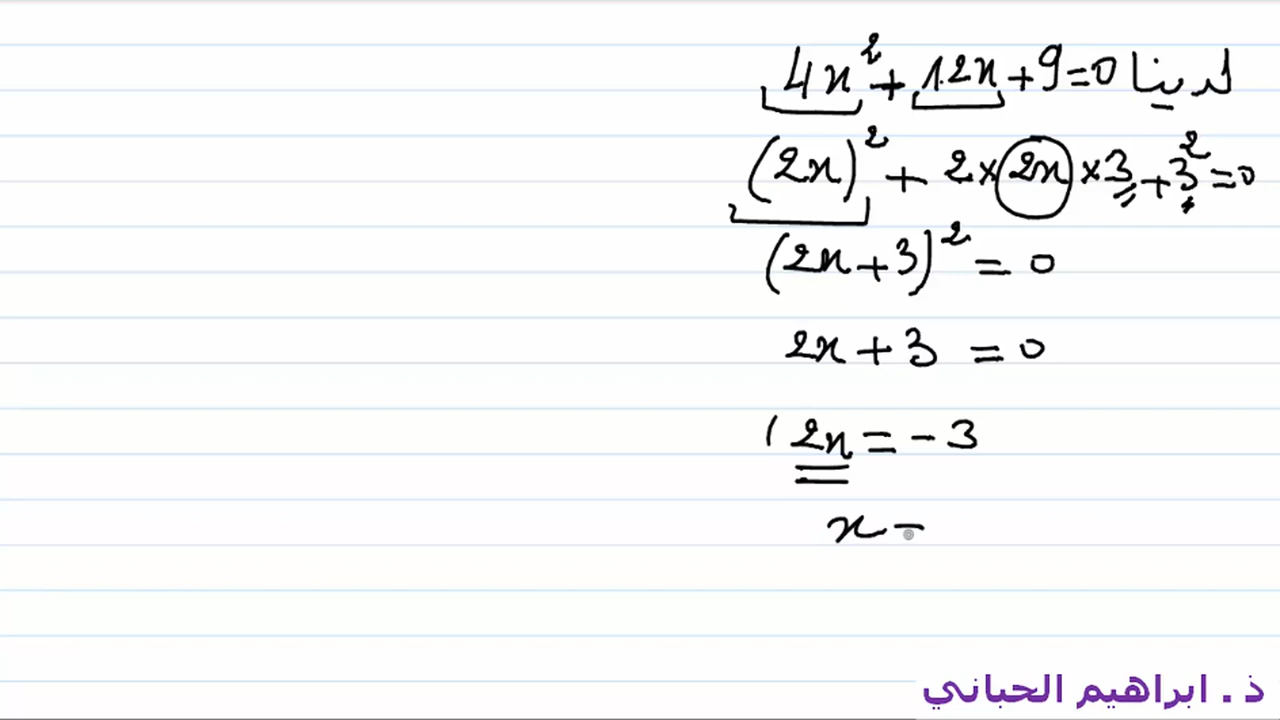 لدينا 4x² + 12x + 9 = 0
(2x)² + 2 × 2x × 3 + 3² = 0
(2x + 3)² = 0
2x + 3 = 0
2x = - 3
x =
ذ . ابراهيم الحباني